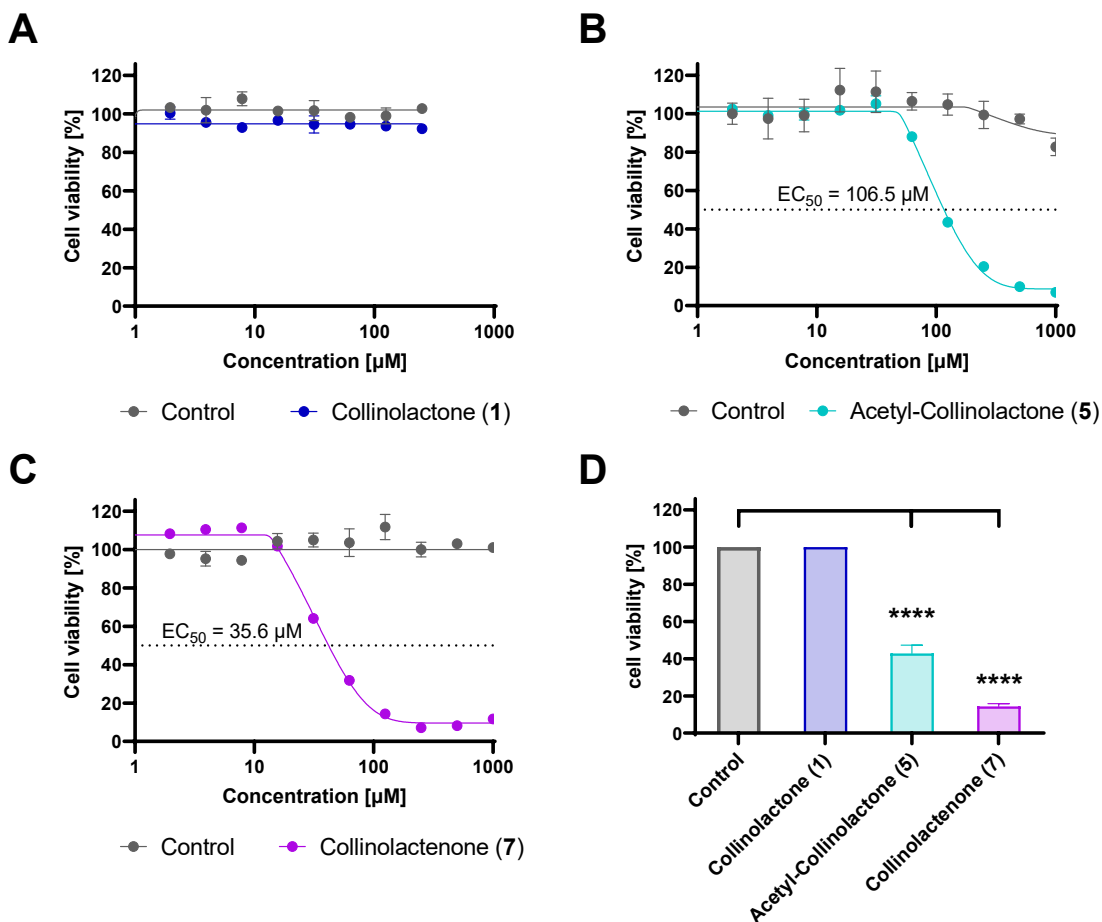 A
Cell viability [%]
120
100
80
60
40
20
0
1
10
100
1000
Concentration [µM]
Control
Collinolactone (1)
B
Cell viability [%]
120
100
80
60
40
20
0
EC50 = 106.5 µM
1
10
100
1000
Concentration [µM]
Control
Acetyl-Collinolactone (5)
C
Cell viability [%]
120
100
80
60
40
20
0
EC50 = 35.6 µM
1
10
100
1000
Concentration [µM]
Control
Collinolactenone (7)
D
cell viability [%]
120
100
80
60
40
20
0
****
****
Control
Collinolactone (1)
Acetyl-Collinolactone (5)
Collinolactenone (7)